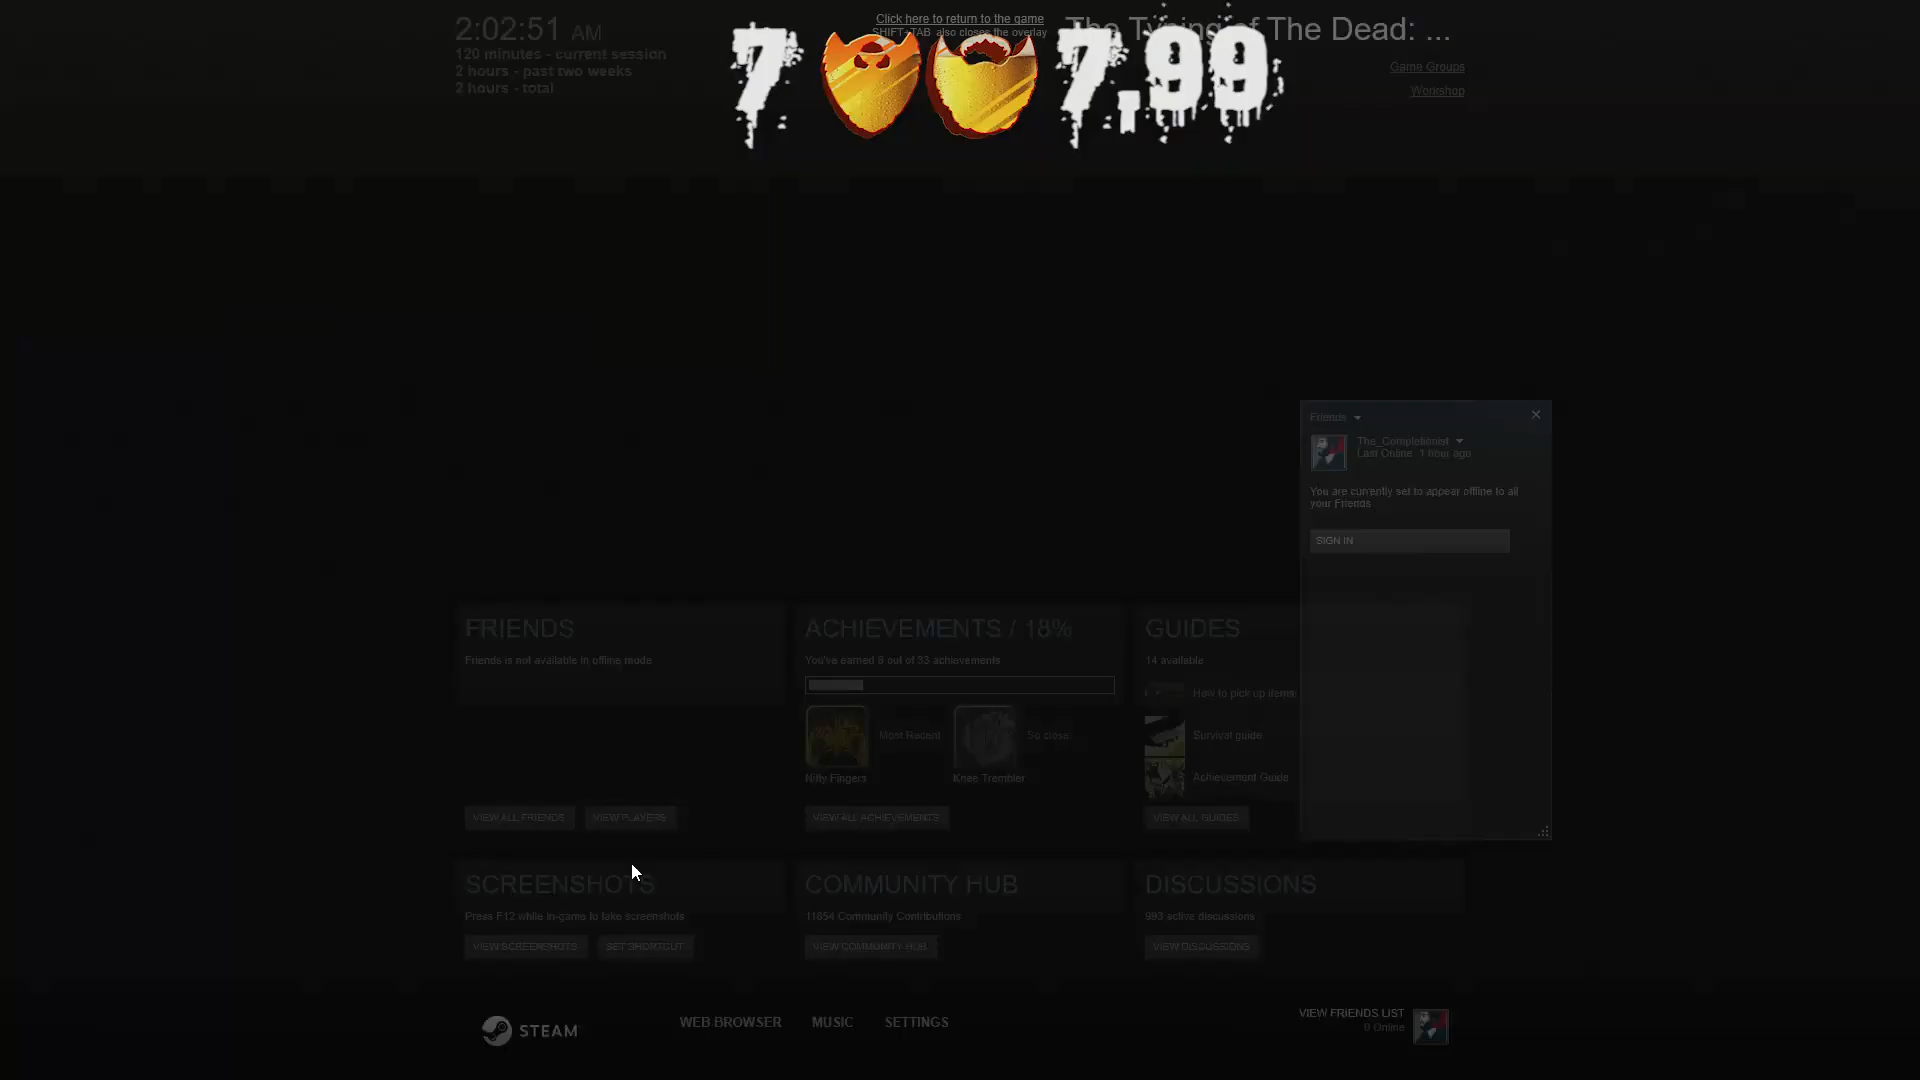 2:02:51 AM
120 minutes - current session
2 hours - past two weeks
2 hours - total
Click here to return to the game
SHIFT+TAB also closes the overlay
7
7.99
The Typing of The Dead: ...
Game Groups
Workshop
Friends
The_Completionist
Last Online 1 hour ago
You are currently set to appear offline to all
your Friends
SIGN IN
FRIENDS
Friends is not available in offline mode
VIEW ALL FRIENDS
VIEW PLAYERS
ACHIEVEMENTS / 18%
You've earned 6 out of 33 achievements
Most Recent
So close
Nifty Fingers
Knee Trembler
VIEW ALL ACHIEVEMENTS
GUIDES
14 available
How to pick up items
Survival guide
Achievement Guide
VIEW ALL GUIDES
SCREENSHOTS
Press F12 while in-game to take screenshots
VIEW SCREENSHOTS
SET SHORTCUT
COMMUNITY HUB
11854 Community Contributions
VIEW COMMUNITY HUB
DISCUSSIONS
993 active discussions
VIEW DISCUSSIONS
STEAM
WEB BROWSER
MUSIC
SETTINGS
VIEW FRIENDS LIST
0 Online